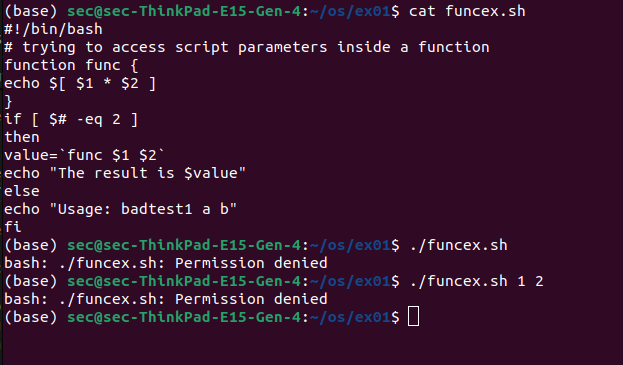 (base) sec@sec-ThinkPad-E15-Gen-4:~/os/ex01$ cat funcex.sh
#!/bin/bash
# trying to access script parameters inside a function
function func {
echo $[ $1 * $2 ]
}
if [ $# -eq 2 ]
then
value=`func $1 $2`
echo "The result is $value"
else
echo "Usage: badtest1 a b"
fi
(base) sec@sec-ThinkPad-E15-Gen-4:~/os/ex01$ ./funcex.sh
bash: ./funcex.sh: Permission denied
(base) sec@sec-ThinkPad-E15-Gen-4:~/os/ex01$ ./funcex.sh 1 2
bash: ./funcex.sh: Permission denied
(base) sec@sec-ThinkPad-E15-Gen-4:~/os/ex01$